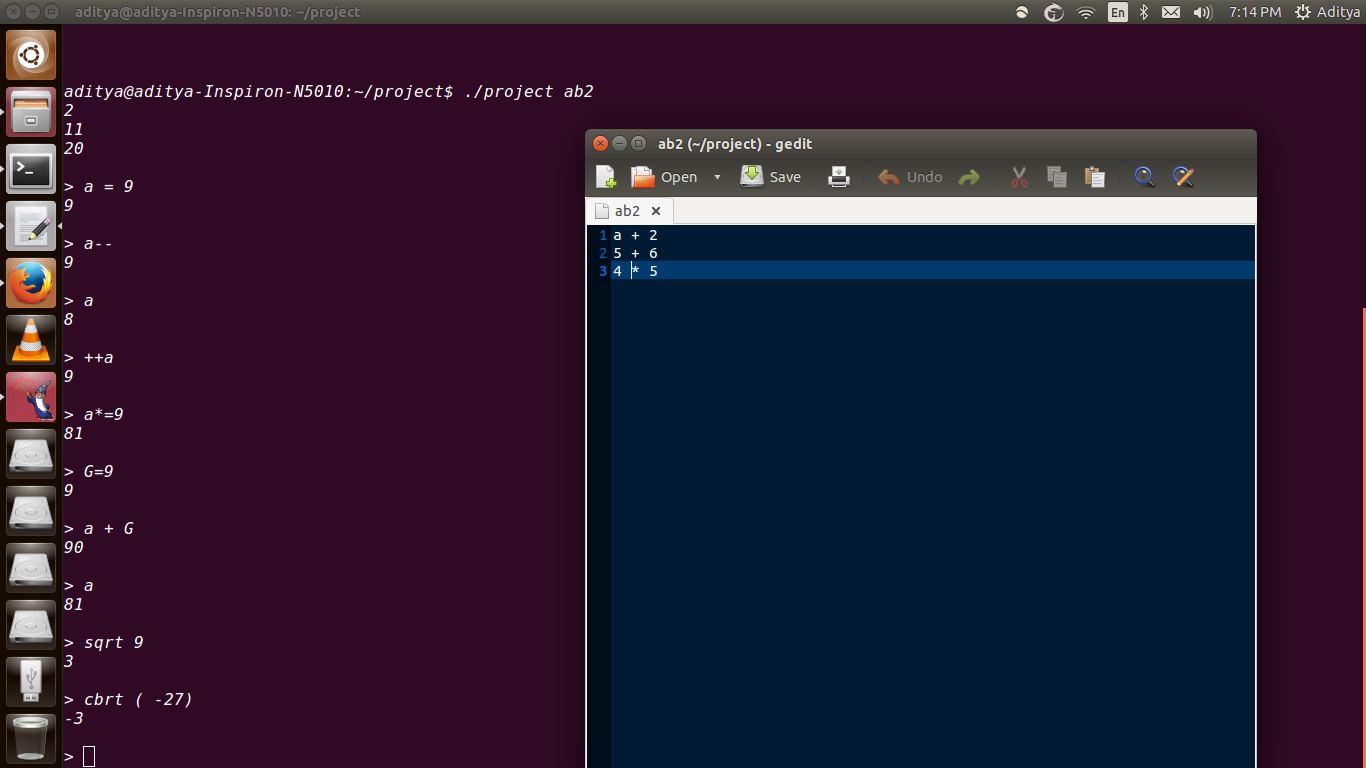 aditya@aditya-Inspiron-N5010: ~/project
En
7:14 PM
Aditya
aditya@aditya-Inspiron-N5010:~/project$ ./project ab2
2
11
20
> a = 9
9
> a--
9
> a
8
> ++a
9
> a*=9
81
> G=9
9
> a + G
90
> a
81
> sqrt 9
3
> cbrt ( -27)
-3
>
ab2 (~/project) - gedit
Open
Save
Undo
ab2
1 a + 2
2 5 + 6
3 4 * 5